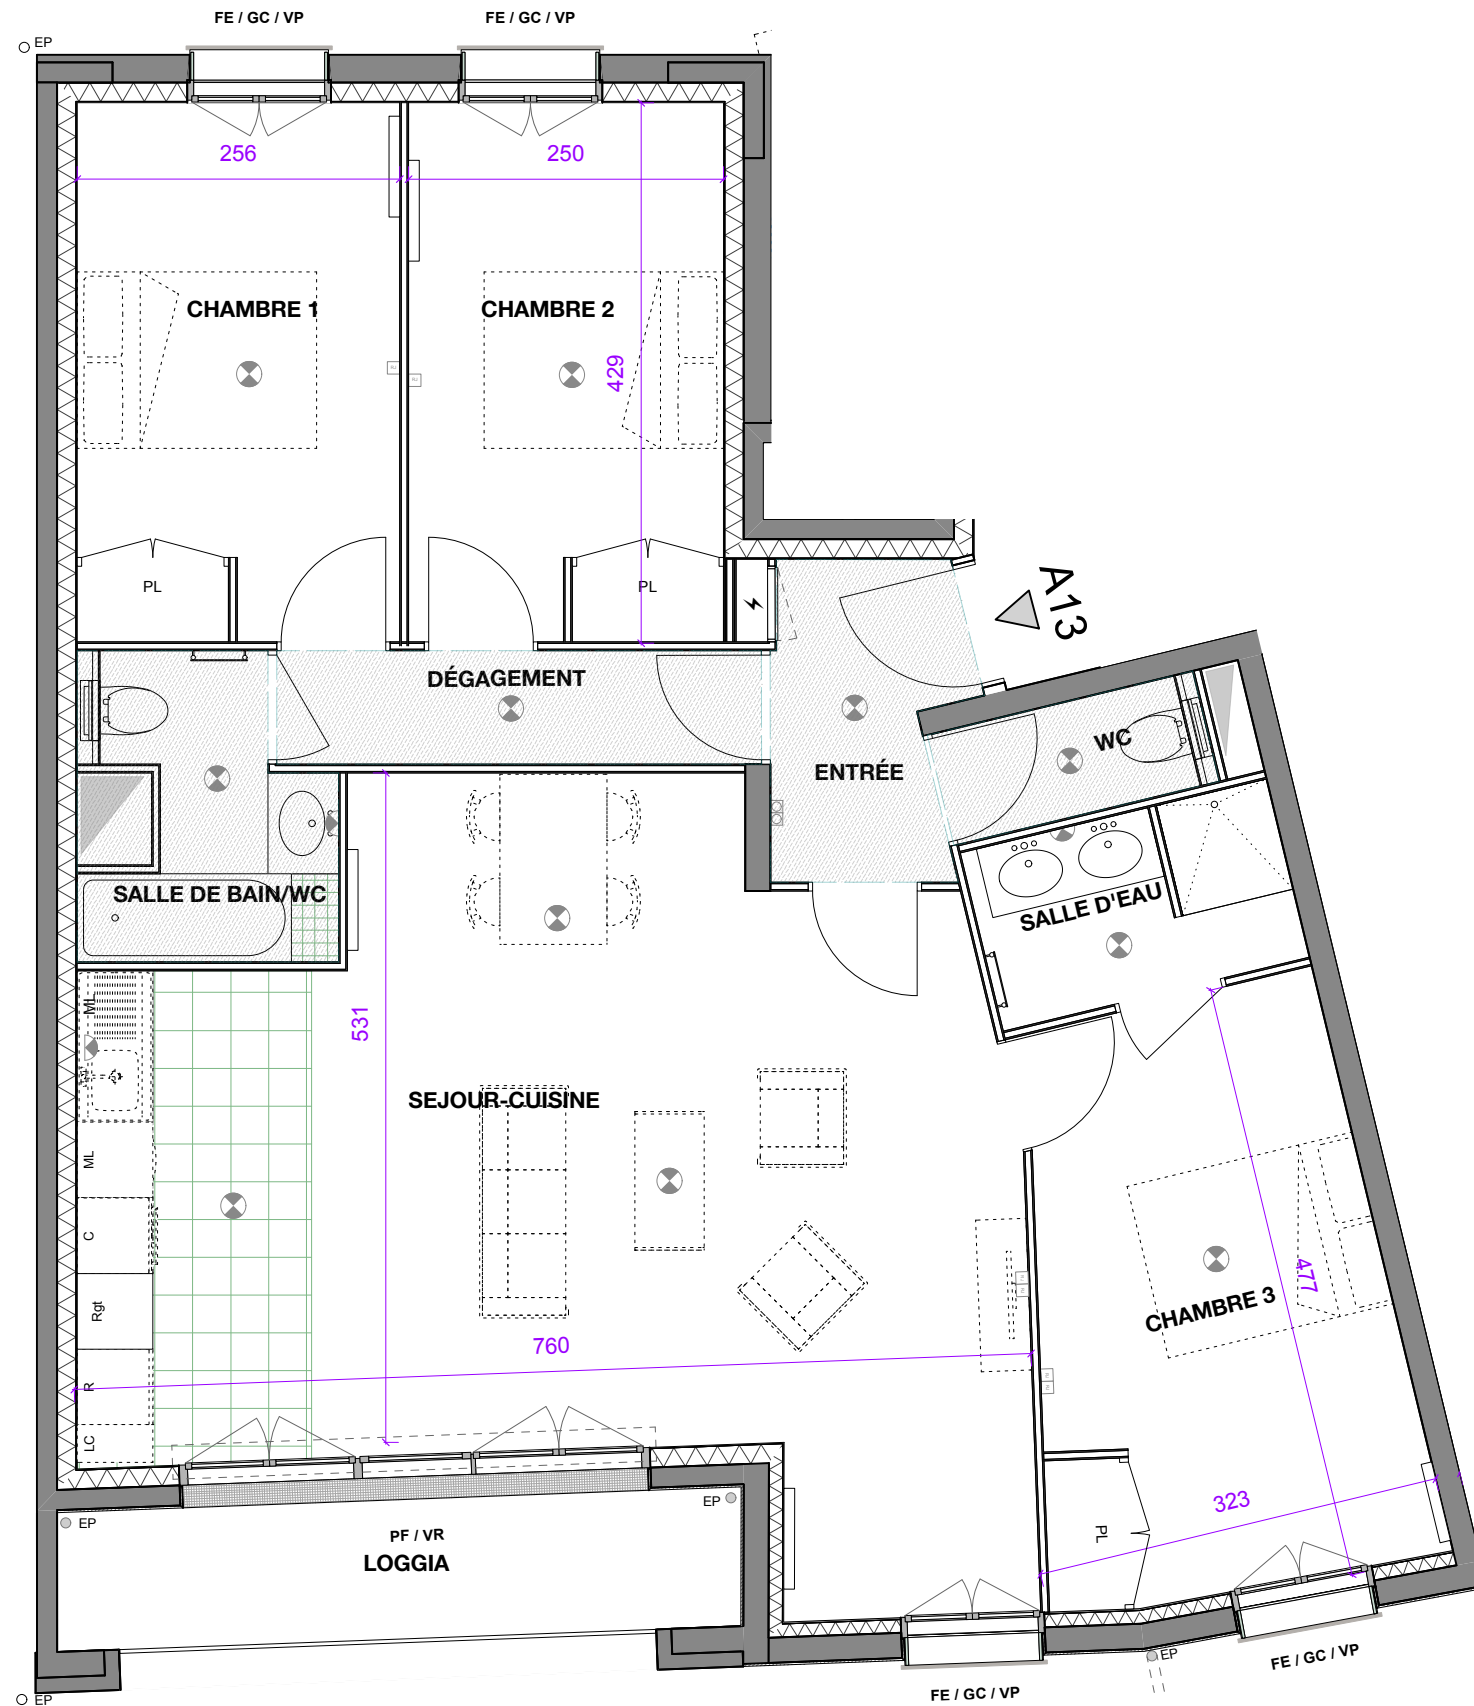 FE / GC / VP
FE / GC / VP
EP
256
250
CHAMBRE 1
CHAMBRE 2
429
PL
PL
A13
DÉGAGEMENT
WC
ENTRÉE
SALLE DE BAIN/WC
SALLE D'EAU
ML
531
SEJOUR-CUISINE
ML
C
477
Rgt
CHAMBRE 3
760
R
LC
323
EP
EP
PF / VR
PL
LOGGIA
EP
FE / GC / VP
FE / GC / VP
EP